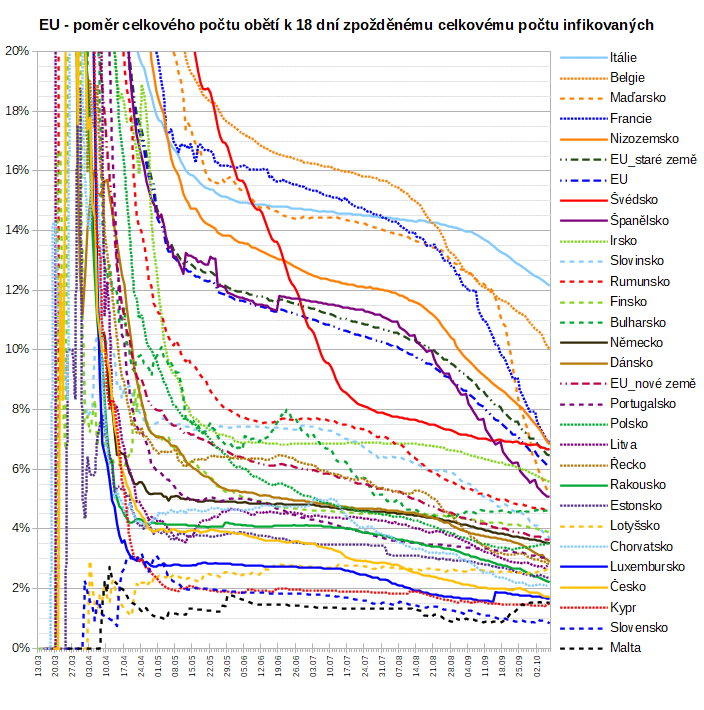 EU - poměr celkového počtu obětí k 18 dní zpožděnému celkovému počtu infikovaných
20%
18%
16%
14%
12%
10%
8%
6%
4%
2%
0%
13.03
20.03
27.03
03.04
10.04
17.04
24.04
01.05
08.05
15.05
22.05
29.05
05.06
12.06
19.06
26.06
03.07
10.07
17.07
24.07
31.07
07.08
14.08
21.08
28.08
04.09
11.09
18.09
25.09
02.10
Itálie
Belgie
Maďarsko
Francie
Nizozemsko
EU_staré země
EU
Švédsko
Španělsko
Irsko
Slovinsko
Rumunsko
Finsko
Bulharsko
Německo
Dánsko
EU_nové země
Portugalsko
Polsko
Litva
Řecko
Rakousko
Estonsko
Lotyšsko
Chorvatsko
Luxembursko
Česko
Kypr
Slovensko
Malta